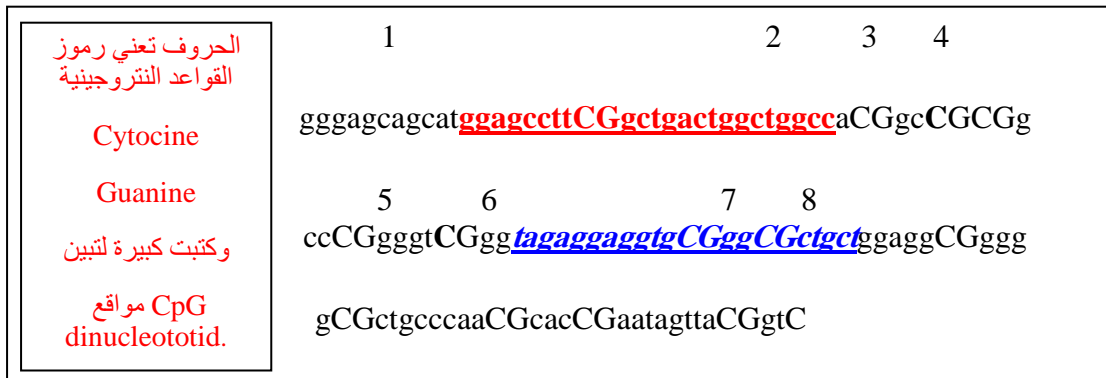 الحروف تعني رموز
القواعد النتروجينية
Cytocine
Guanine
وكتبت كبيرة لتبين
مواقع CpG
dinucleototid.
1 2 3 4
gggagcagcatggagccttCGgctgactggctggccaCGgcCGCGg
5 6 7 8
ccCGgggtCGggtagaggaggtgCGggCGctgctggaggCGggg
gCGctgcccaaCGcacCGaatagttaCGgtC